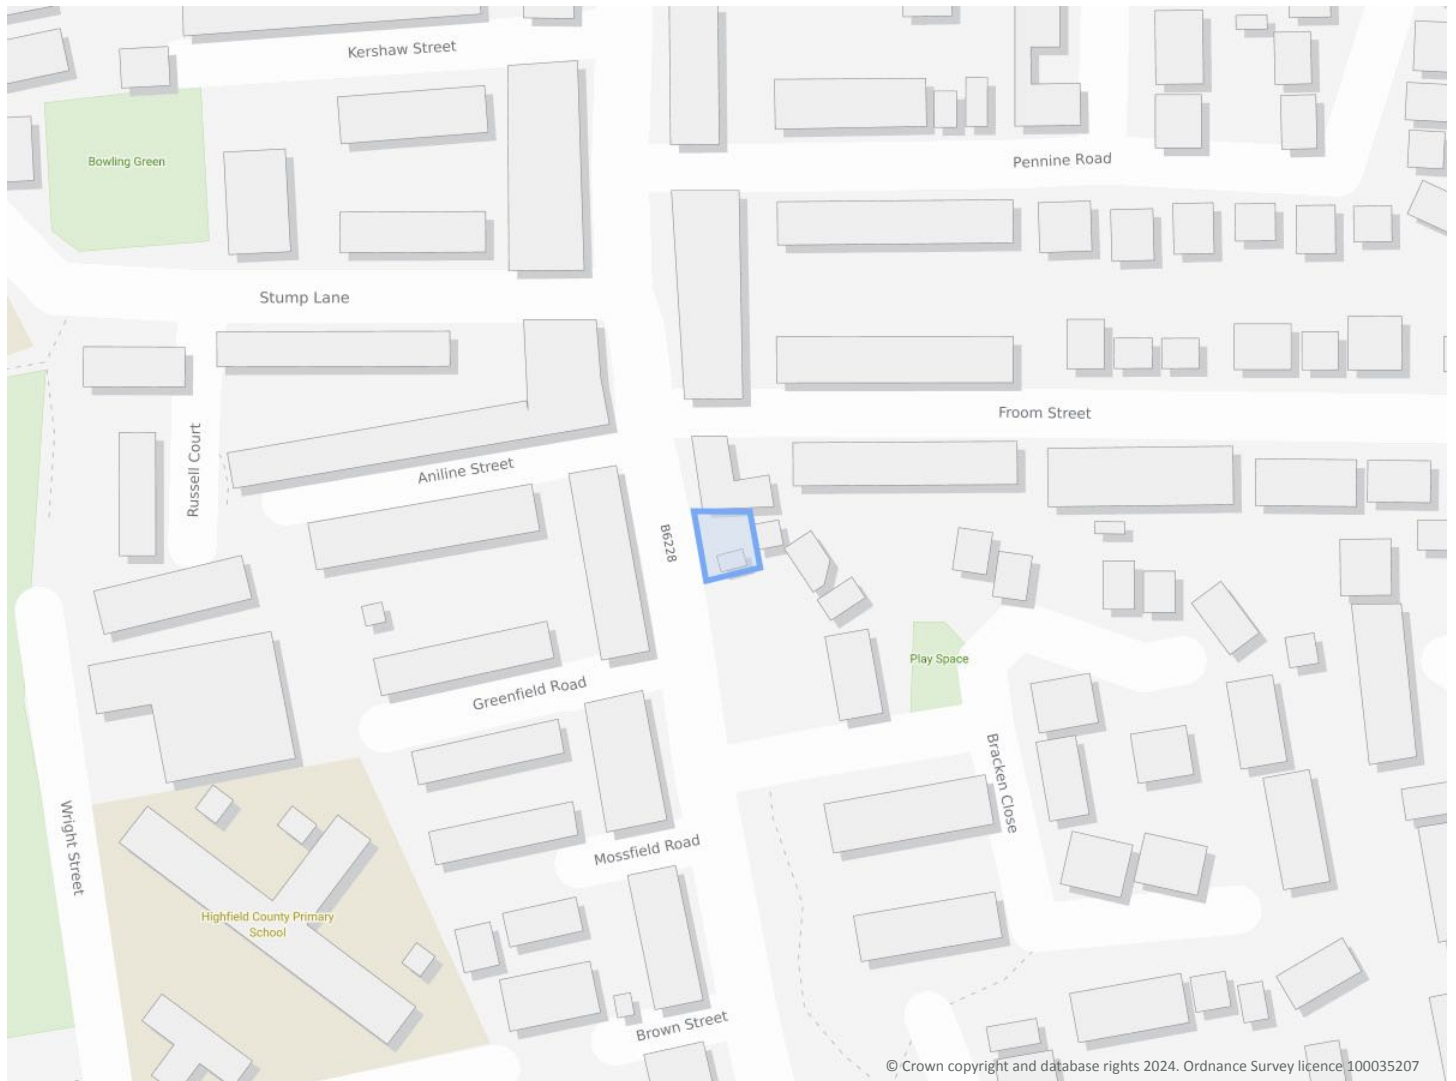 Kershaw Street
Bowling Green
Pennine Road
Stump Lane
Froom Street
Russell Court
Aniline Street
B6228
Play Space
Greenfield Road
Bracken Close
Wright Street
Mossfield Road
Highfield County Primary
School
Brown Street
© Crown copyright and database rights 2024. Ordnance Survey licence 100035207